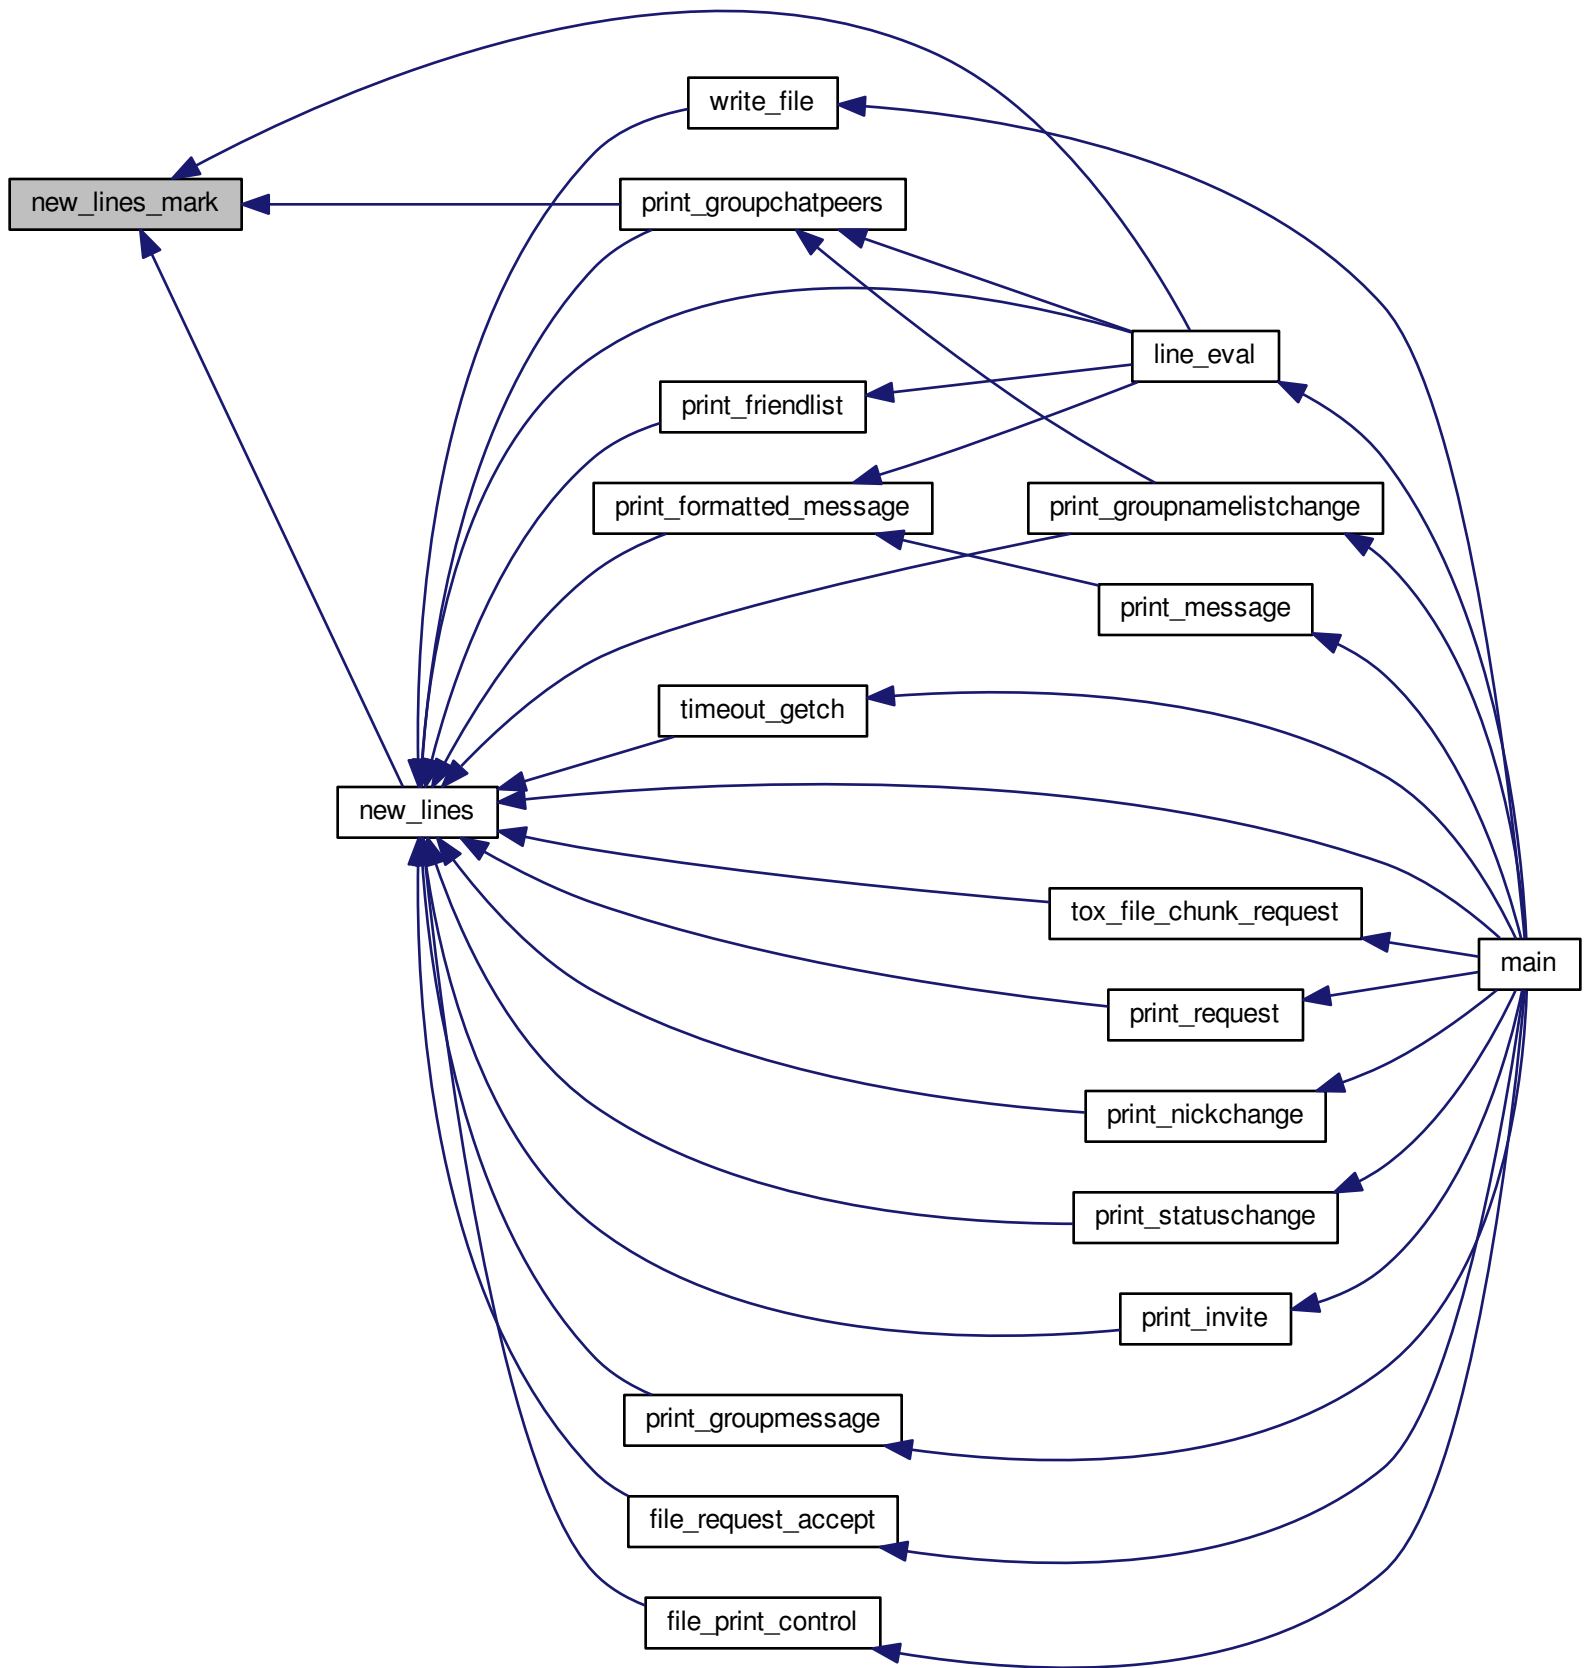 write_file
new_lines_mark
print_groupchatpeers
line_eval
print_friendlist
print_formatted_message
print_groupnamelistchange
print_message
timeout_getch
new_lines
tox_file_chunk_request
main
print_request
print_nickchange
print_statuschange
print_invite
print_groupmessage
file_request_accept
file_print_control